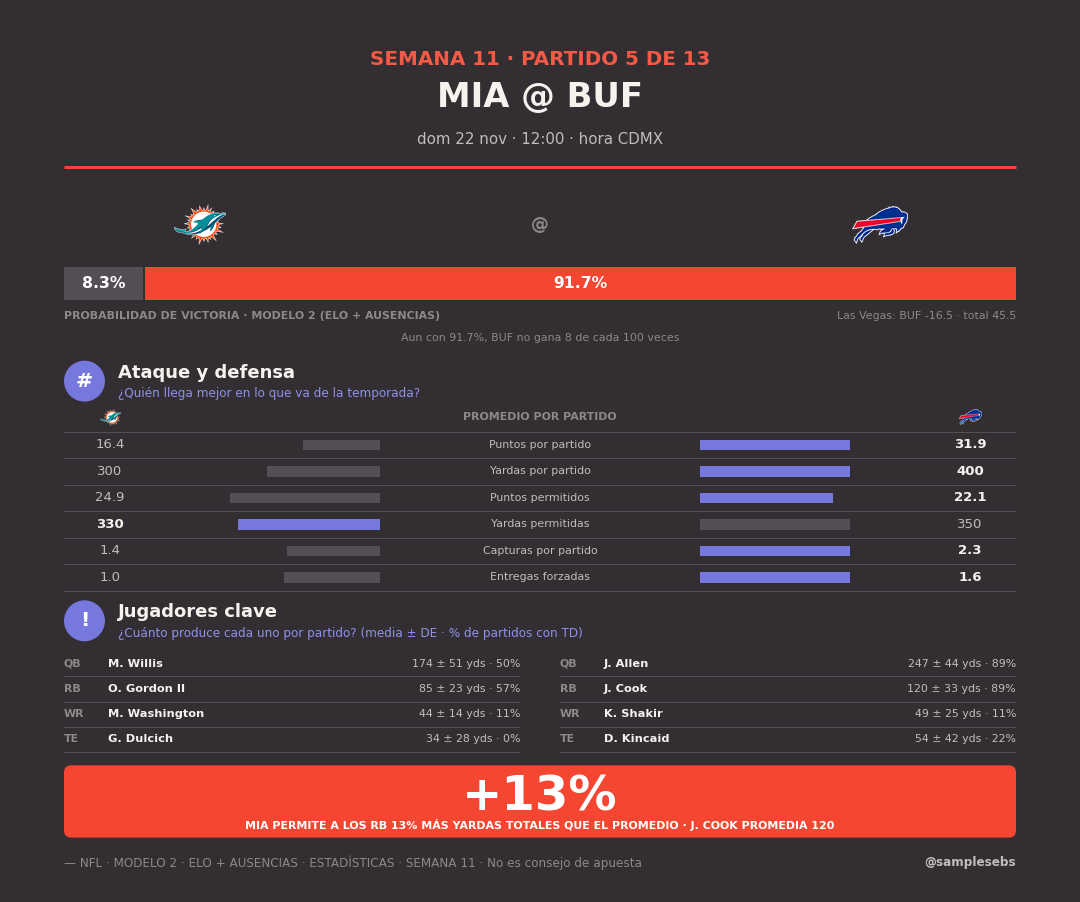 SEMANA 11 · PARTIDO 5 DE 13
MIA @ BUF
dom 22 nov · 12:00 · hora CDMX
@
8.3% 91.7%
PROBABILIDAD DE VICTORIA · MODELO 2 (ELO + AUSENCIAS) Las Vegas: BUF -16.5 · total 45.5
Aun con 91.7%, BUF no gana 8 de cada 100 veces
# Ataque y defensa
¿Quién llega mejor en lo que va de la temporada?
PROMEDIO POR PARTIDO
16.4 Puntos por partido 31.9
300 Yardas por partido 400
24.9 Puntos permitidos 22.1
330 Yardas permitidas 350
1.4 Capturas por partido 2.3
1.0 Entregas forzadas 1.6
! Jugadores clave
¿Cuánto produce cada uno por partido? (media ± DE · % de partidos con TD)
QB M. Willis 174 ± 51 yds · 50% QB J. Allen 247 ± 44 yds · 89%
RB O. Gordon II 85 ± 23 yds · 57% RB J. Cook 120 ± 33 yds · 89%
WR M. Washington 44 ± 14 yds · 11% WR K. Shakir 49 ± 25 yds · 11%
TE G. Dulcich 34 ± 28 yds · 0% TE D. Kincaid 54 ± 42 yds · 22%
+13%
MIA PERMITE A LOS RB 13% MÁS YARDAS TOTALES QUE EL PROMEDIO · J. COOK PROMEDIA 120
— NFL · MODELO 2 · ELO + AUSENCIAS · ESTADÍSTICAS · SEMANA 11 · No es consejo de apuesta @samplesebs